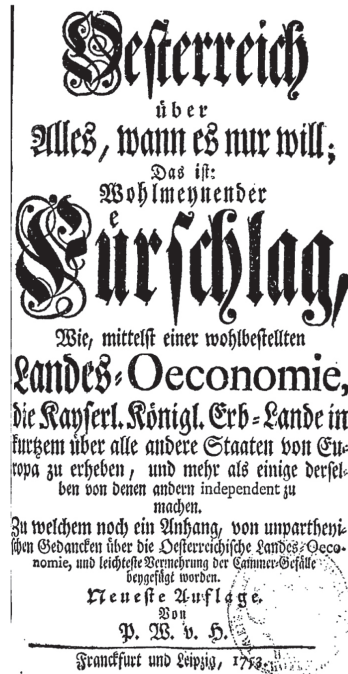 Oesterreich
über
Alles, wann es nur will;
Das ist:
Wohlmeynender
Fürschlag,
Wie, mittelst einer wohlbestellten
Landes-Oeconomie,
die Kayserl. Königl. Erb-Lande in
kurtzem über alle andere Staaten von Eu-
ropa zu erheben, und mehr als einige dersel-
ben von denen andern independent zu
machen.
Zu welchem noch ein Anhang, von unpartheyi-
schen Gedancken über die Oesterreichische Landes-Oeco-
nomie, und leichteste Vermehrung der Cammer-Gefälle
beygefügt worden.
Neueste Auflage.
Von
P. W. v. H.
Franckfurt und Leipzig, 1753.